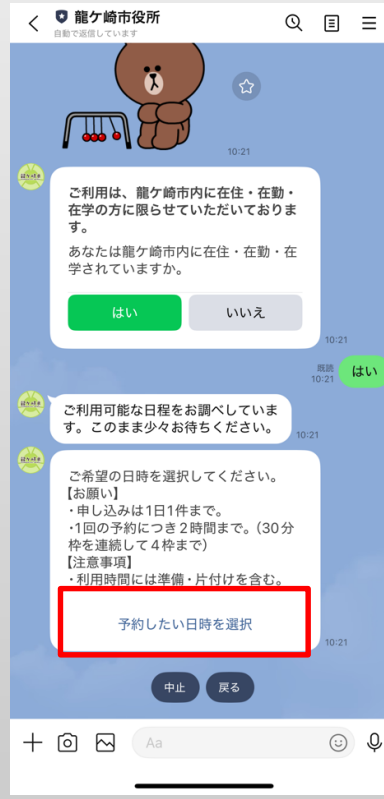 龍ケ崎市役所
自動で返信しています
10:21
ご利用は、龍ケ崎市内に在住・在勤・
在学の方に限らせていただいておりま
す。
あなたは龍ケ崎市内に在住・在勤・在
学されていますか。
はい
いいえ
10:21
既読
10:21
はい
ご利用可能な日程をお調べしていま
す。このまま少々お待ちください。
10:21
ご希望の日時を選択してください。
【お願い】
・申し込みは1日1件まで。
・1回の予約につき2時間まで。（30分
枠を連続して4枠まで）
【注意事項】
・利用時間には準備・片付けを含む。
予約したい日時を選択
10:21
中止
戻る
Aa